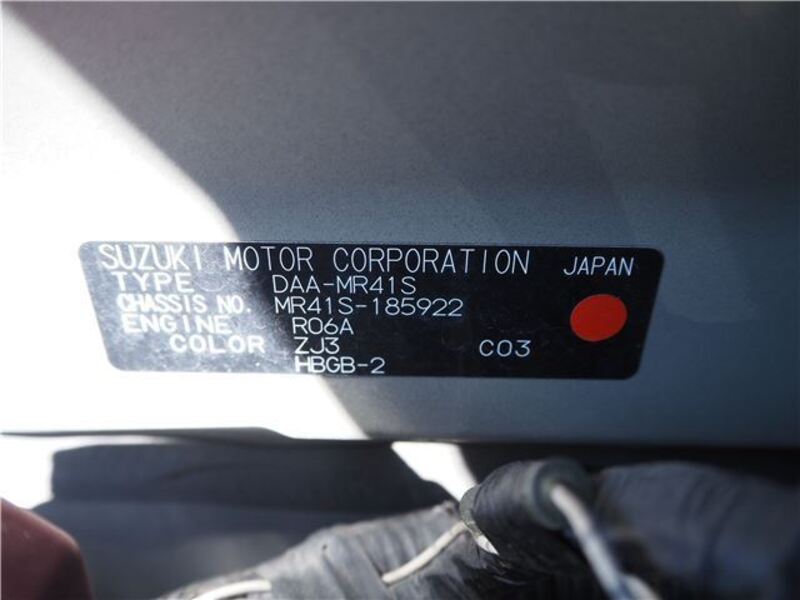 SUZUKI MOTOR CORPORATION JAPAN
TYPE DAA-MR41S
CHASSIS NO. MR41S-185922
ENGINE R06A
COLOR ZJ3 C03
HBGB-2